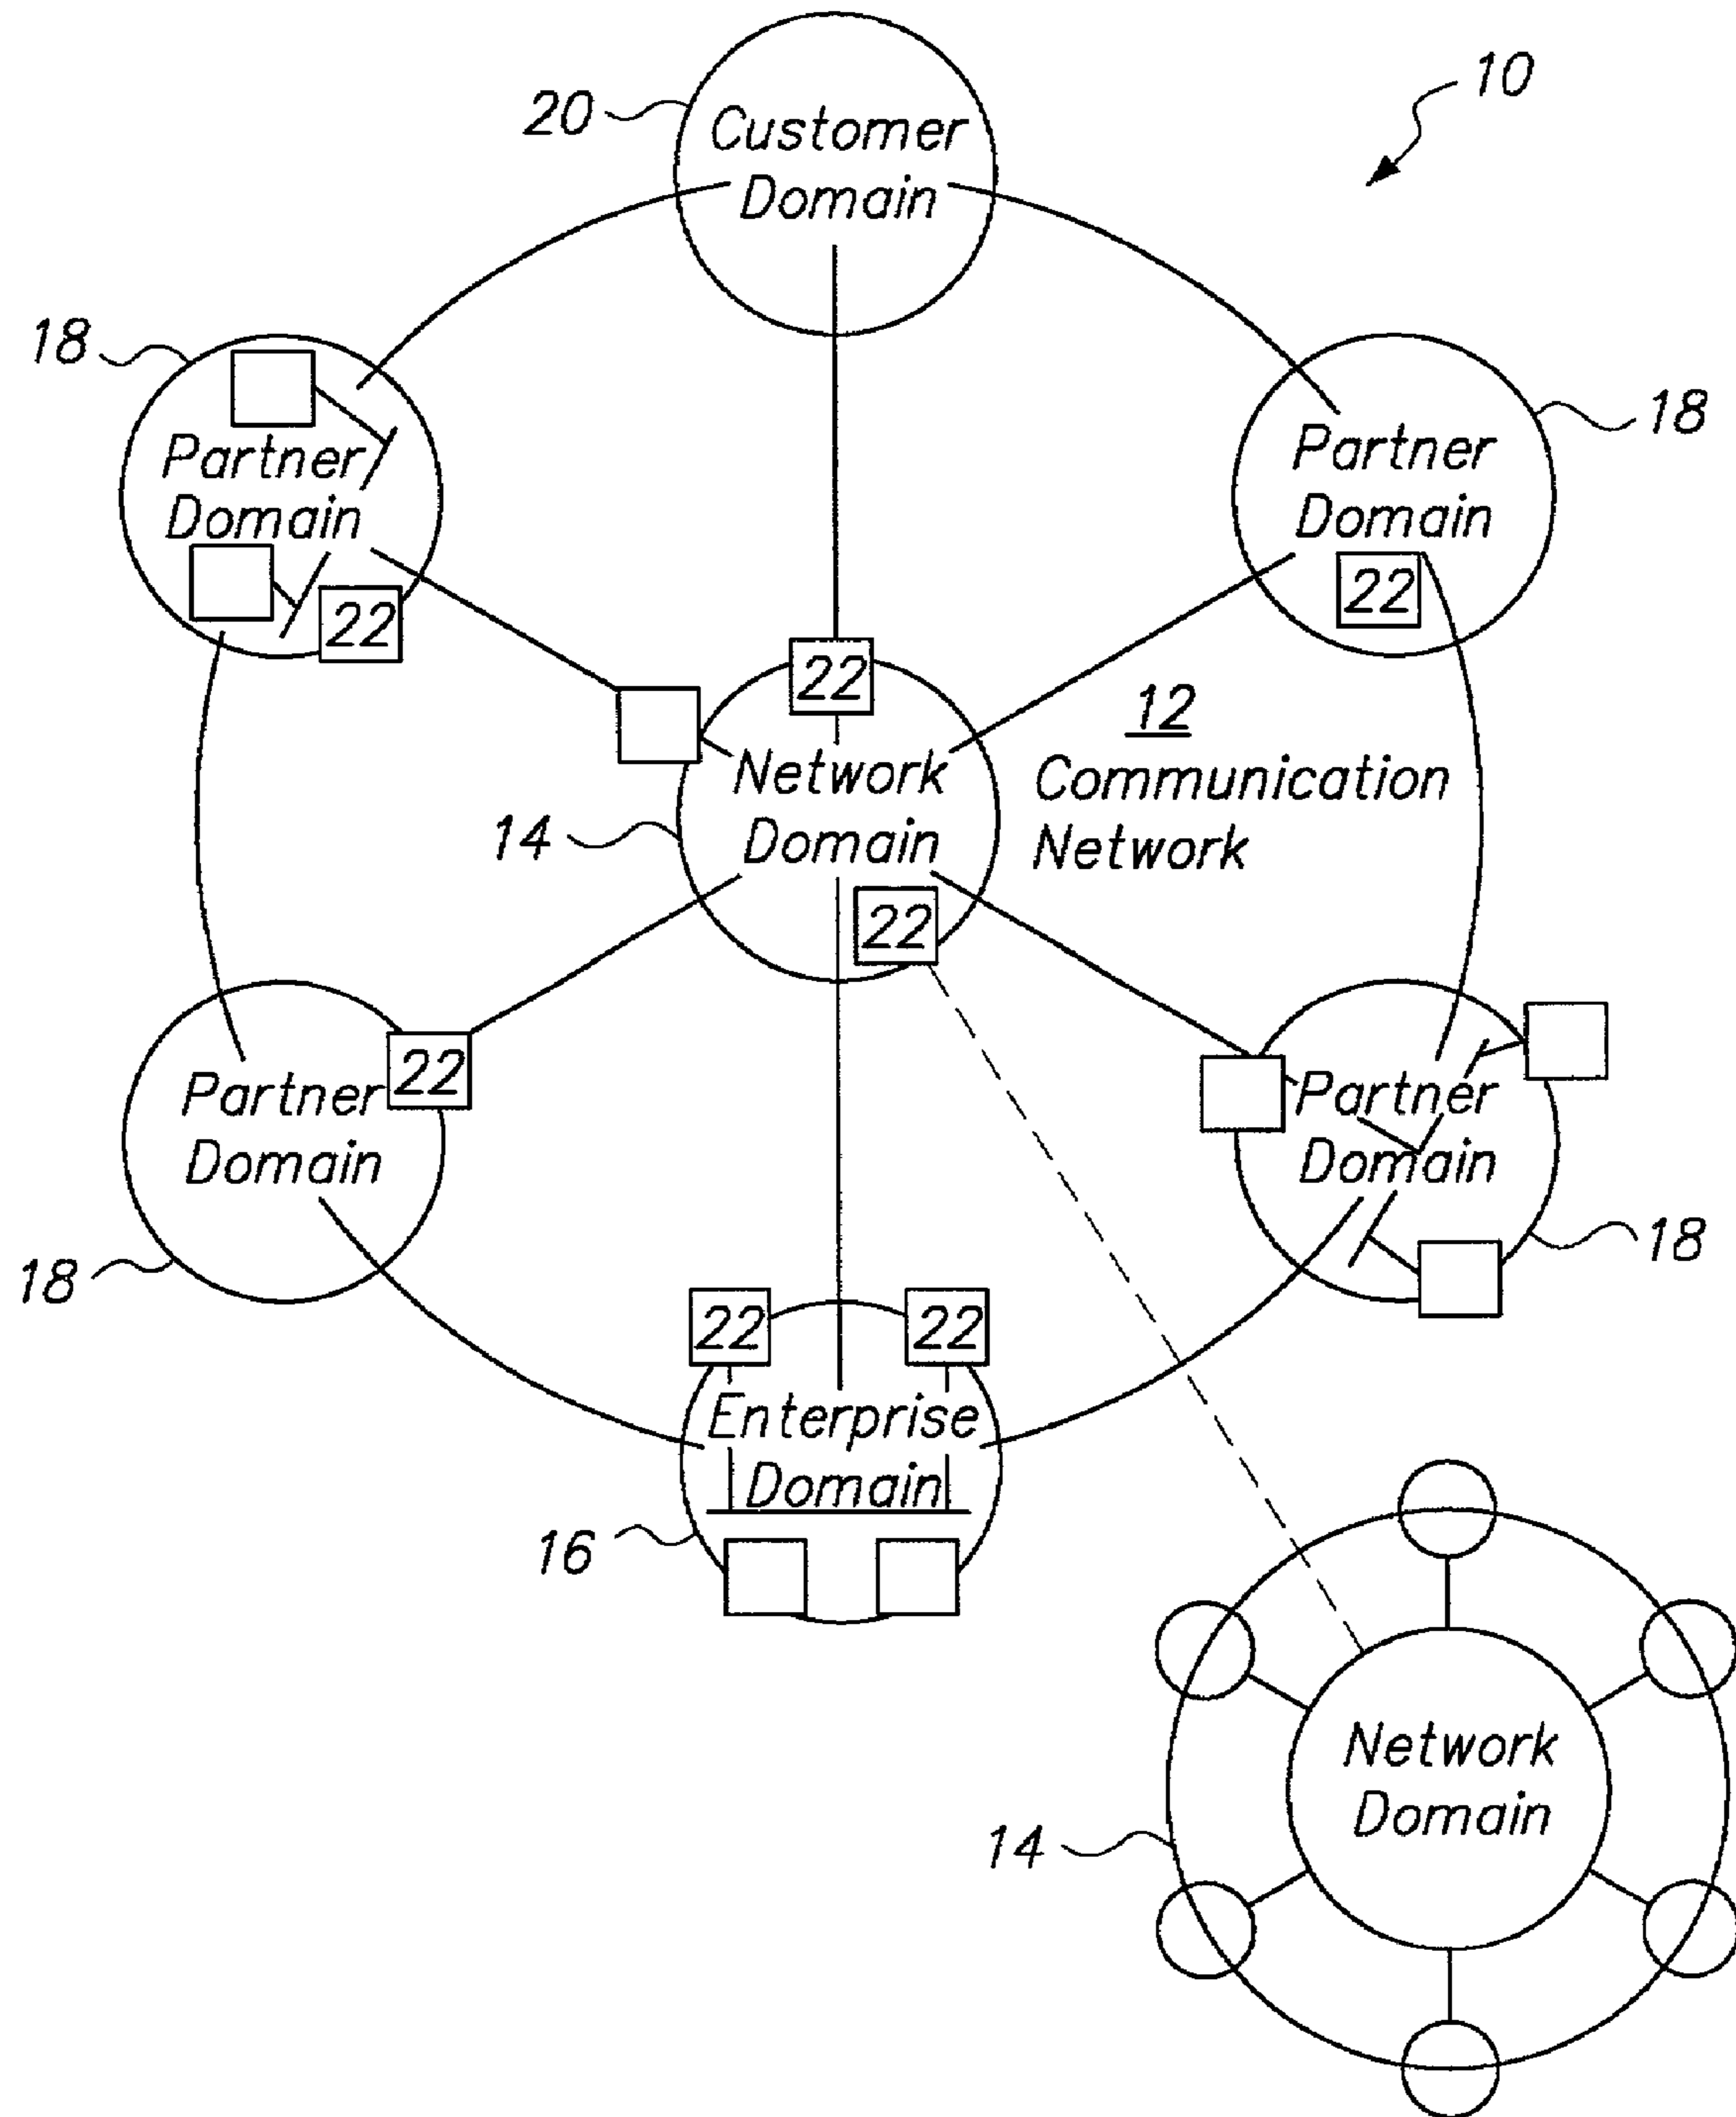 10
20
Customer
Domain
18
Partner
Domain
22
18
Partner
Domain
22
22
12
Communication
Network
14
Network
Domain
22
18
Partner
Domain
22
18
Partner
Domain
22
22
16
Enterprise
Domain
14
Network
Domain